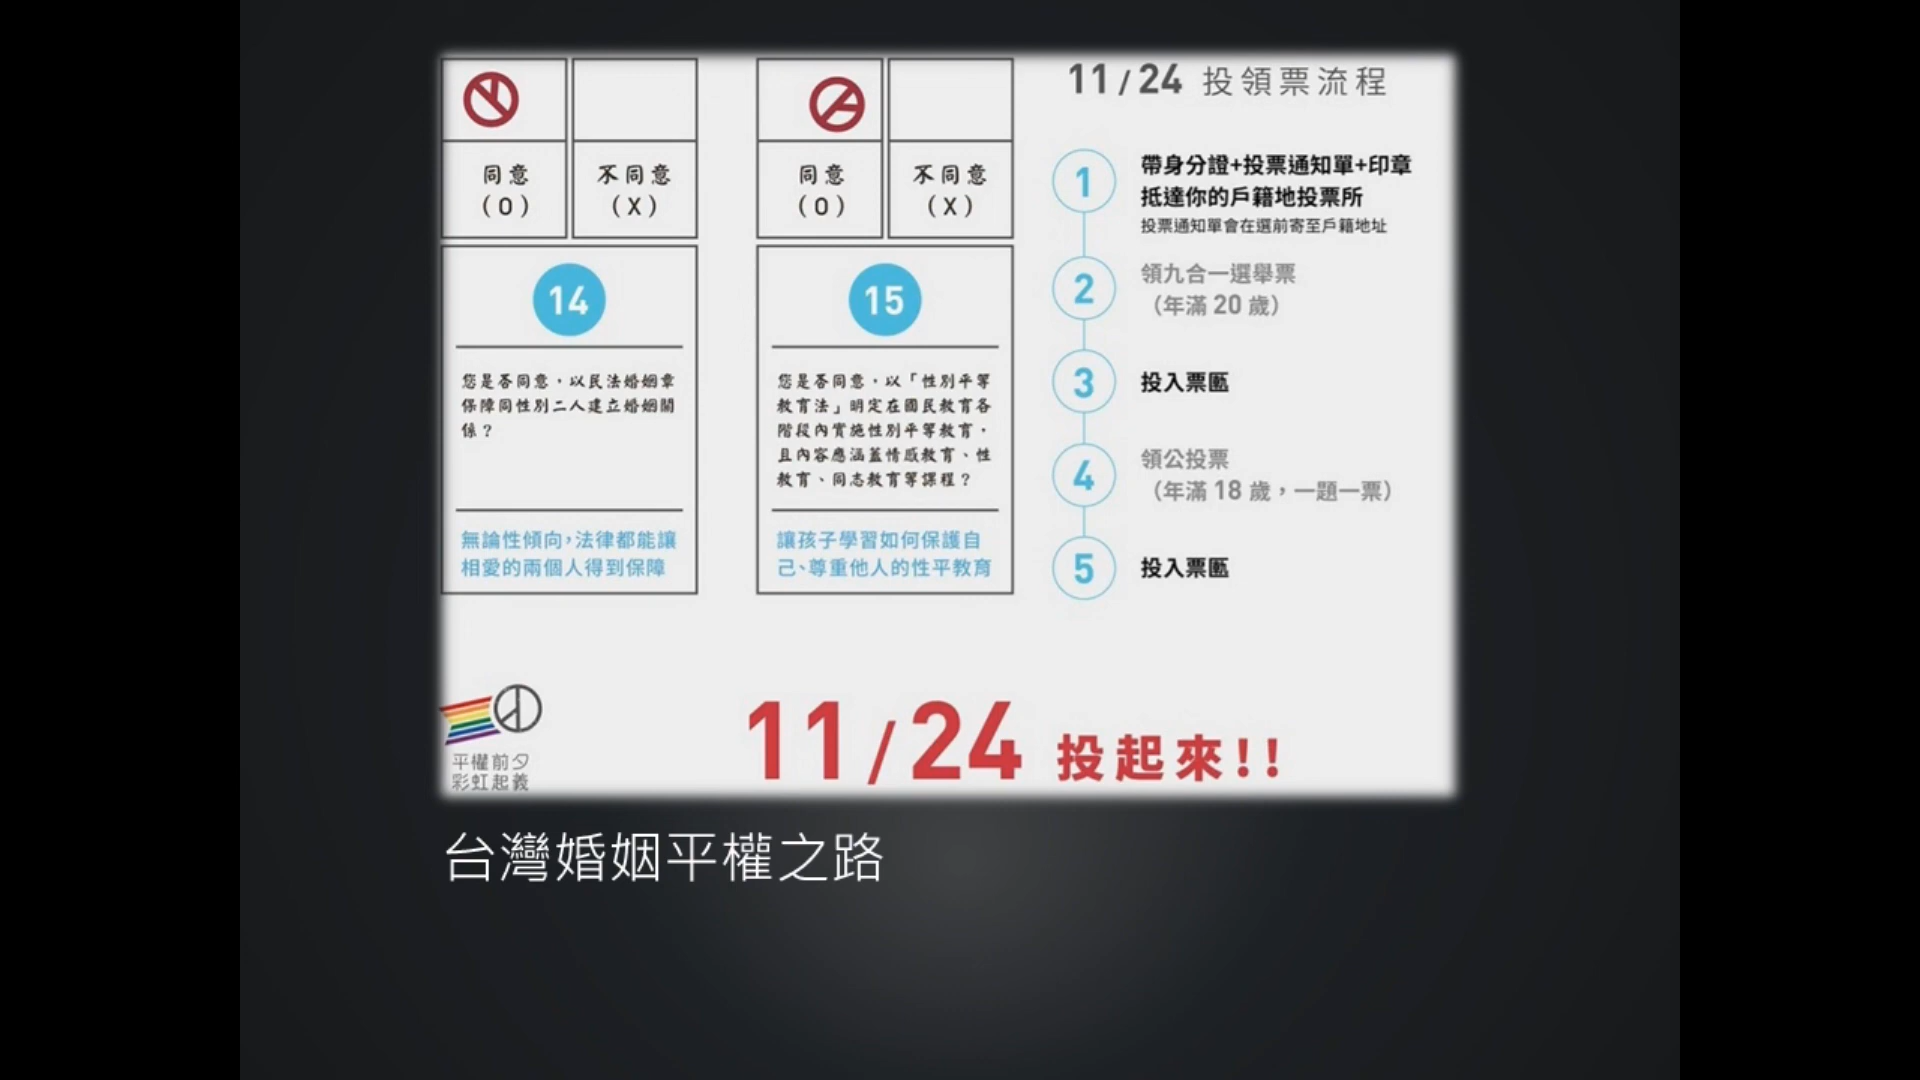 同意
(O)
不同意
(X)
14
您是否同意，以民法婚姻章
保障同性別二人建立婚姻關
係？
無論性傾向，法律都能讓
相愛的兩個人得到保障
同意
(O)
不同意
(X)
15
您是否同意，以「性別平等
教育法」明定在國民教育各
階段內實施性別平等教育，
且內容應涵蓋情感教育、性
教育、同志教育等課程？
讓孩子學習如何保護自
己、尊重他人的性平教育
11/24 投領票流程
1
帶身分證+投票通知單+印章
抵達你的戶籍地投票所
投票通知單會在選前寄至戶籍地址
2
領九合一選舉票
（年滿 20 歲）
3
投入票匭
4
領公投票
（年滿 18 歲，一題一票）
5
投入票匭
平權前夕
彩虹起義
11/24 投起來!!
台灣婚姻平權之路